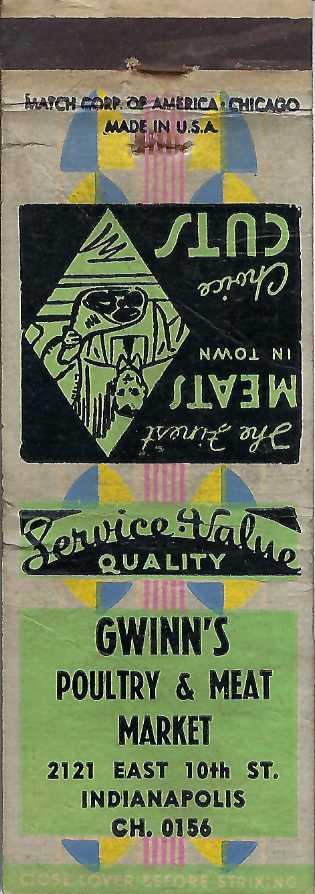 MATCH CORP. OF AMERICA · CHICAGO
MADE IN U.S.A.
The Finest
MEATS
IN TOWN
Choice
CUTS
Service · Value
QUALITY
GWINN'S
POULTRY & MEAT
MARKET
2121 EAST 10th ST.
INDIANAPOLIS
CH. 0156
CLOSE COVER BEFORE STRIKING